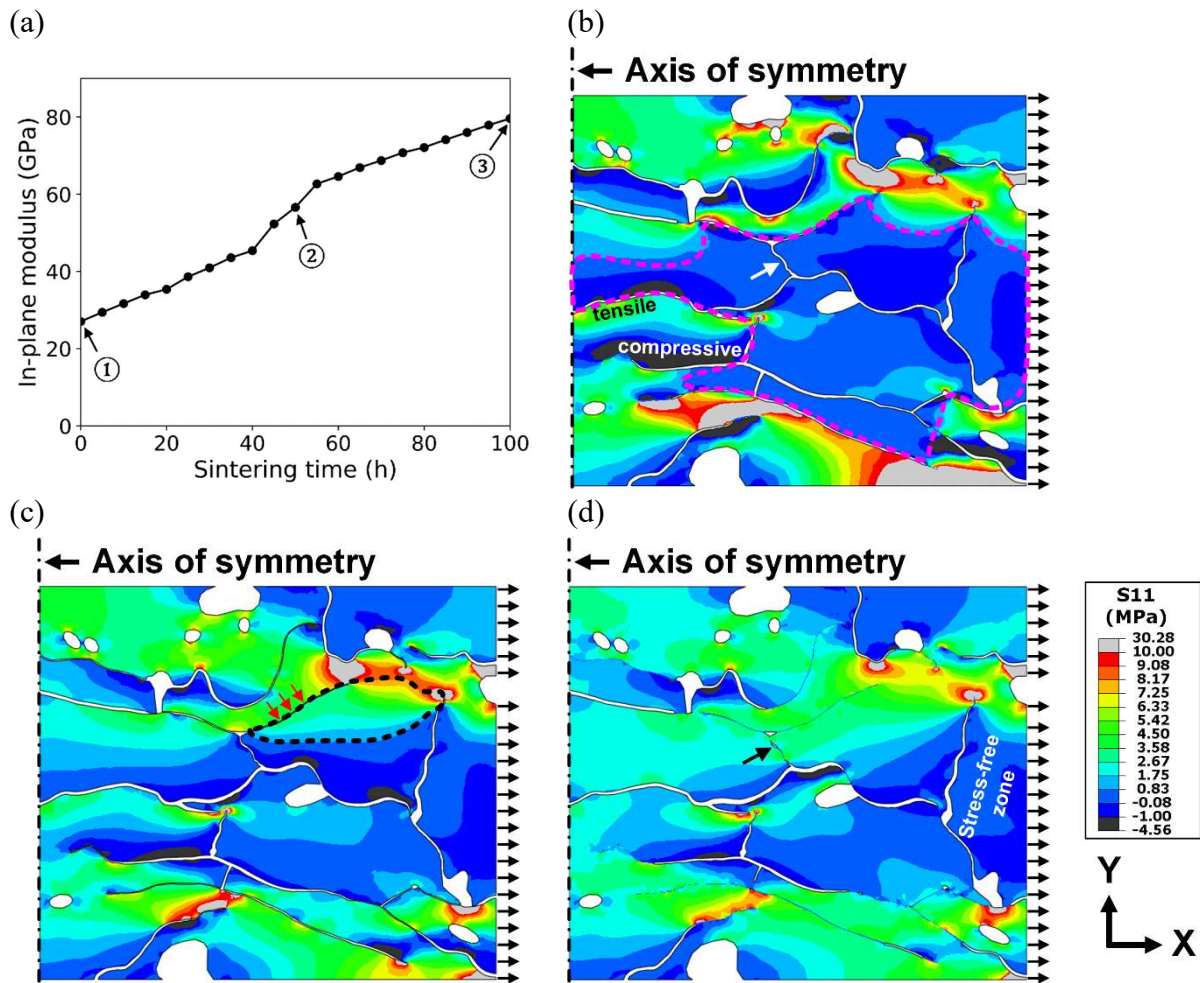 (a)
In-plane modulus (GPa)
80
60
40
20
0
①
②
③
0 20 40 60 80 100
Sintering time (h)
(b)
Axis of symmetry
tensile
compressive
(c)
Axis of symmetry
(d)
Axis of symmetry
Stress-free
zone
S11
(MPa)
30.28
10.00
9.08
8.17
7.25
6.33
5.42
4.50
3.58
2.67
1.75
0.83
-0.08
-1.00
-4.56
Y
X